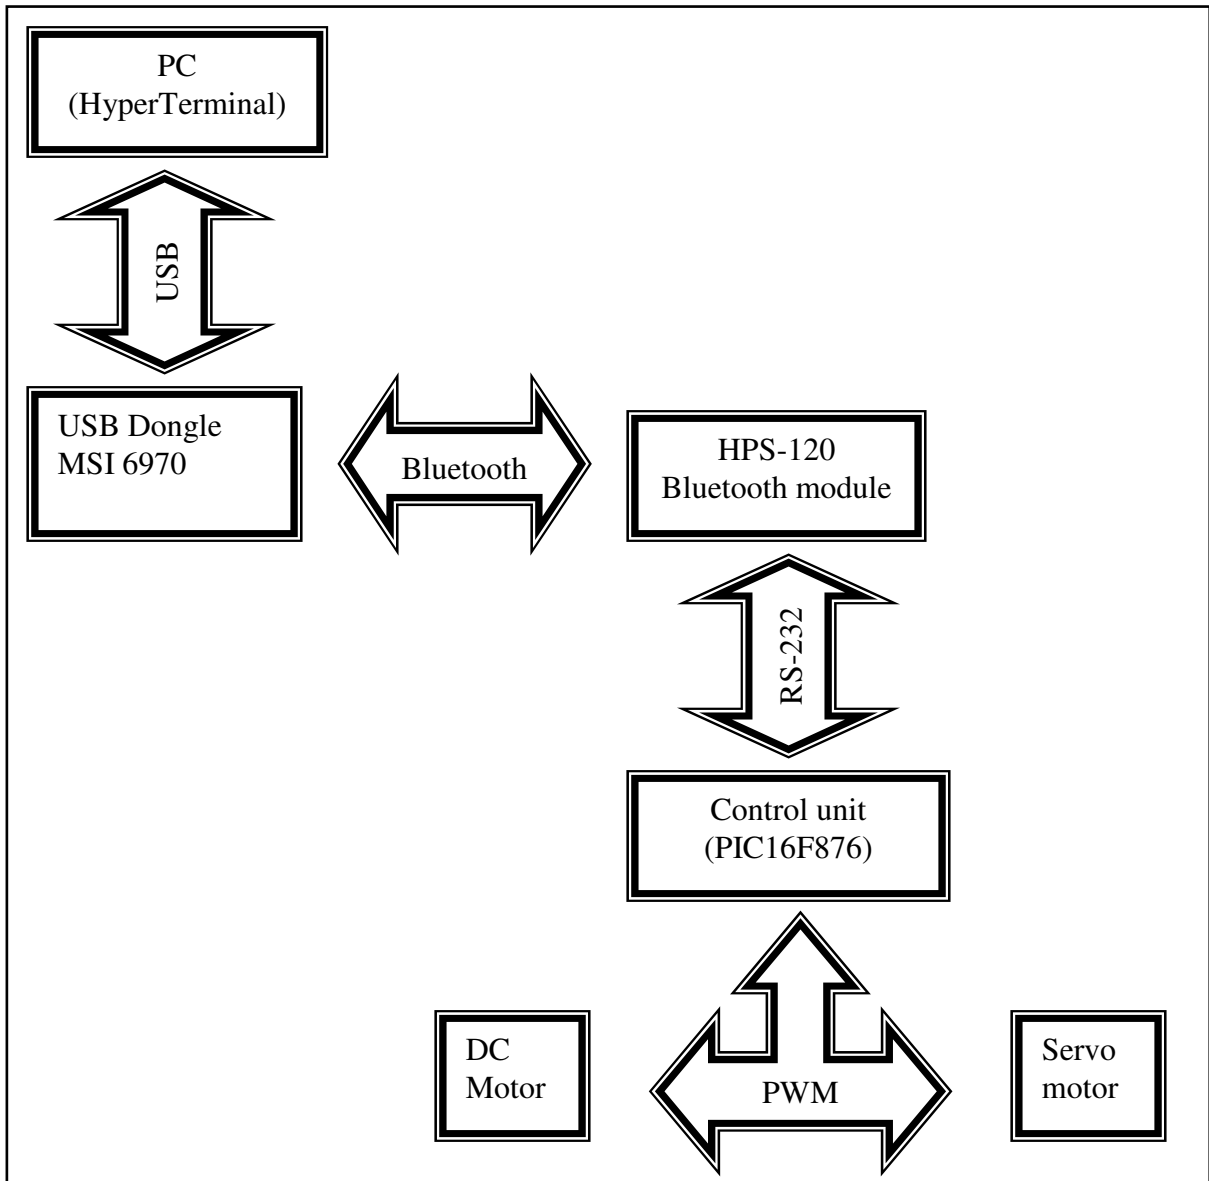 PC
(HyperTerminal)
USB
USB Dongle
MSI 6970
Bluetooth
HPS-120
Bluetooth module
RS-232
Control unit
(PIC16F876)
DC
Motor
PWM
Servo
motor